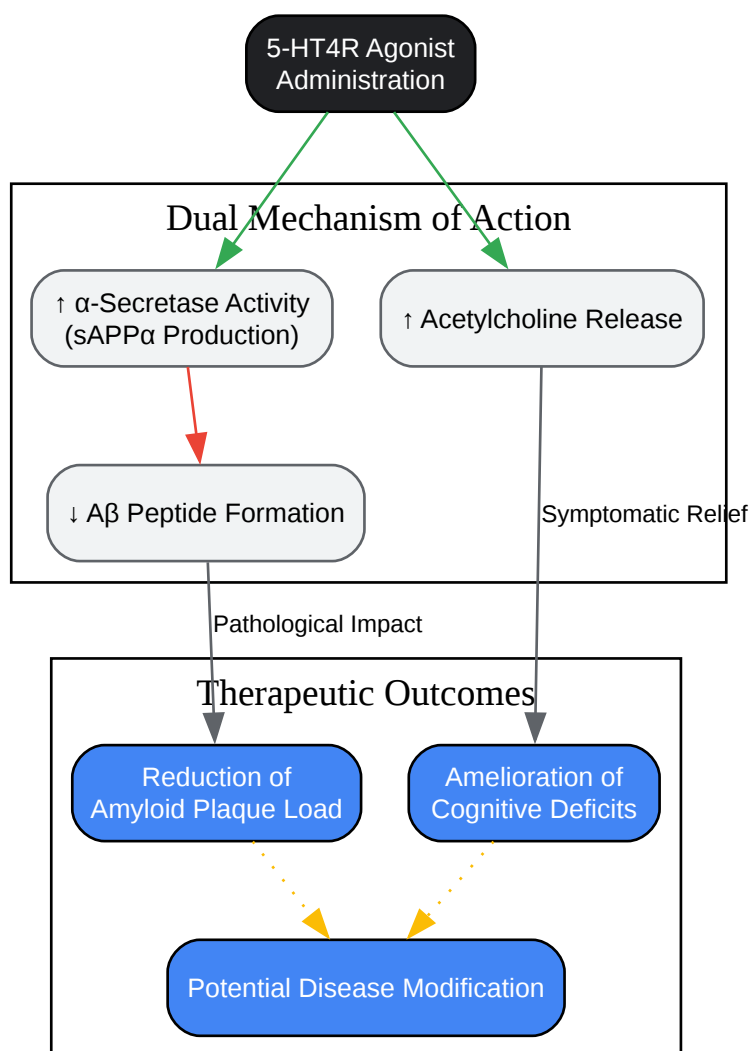 5-HT4R Agonist
Administration
Dual Mechanism of Action
↑ α-Secretase Activity
(sAPPα Production)
↑ Acetylcholine Release
↓ Aβ Peptide Formation
Symptomatic Relief
Pathological Impact
Therapeutic Outcomes
Reduction of
Amyloid Plaque Load
Amelioration of
Cognitive Deficits
Potential Disease Modification